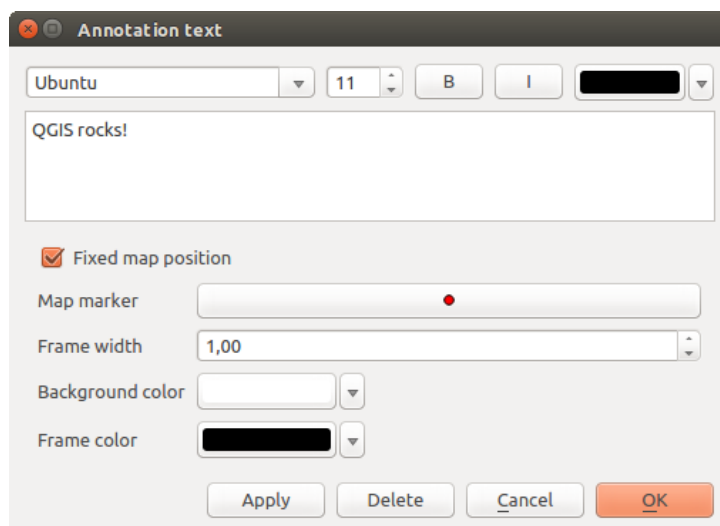 Annotation text
Ubuntu 11 B I
QGIS rocks!
Fixed map position
Map marker
Frame width 1,00
Background color
Frame color
Apply Delete Cancel OK